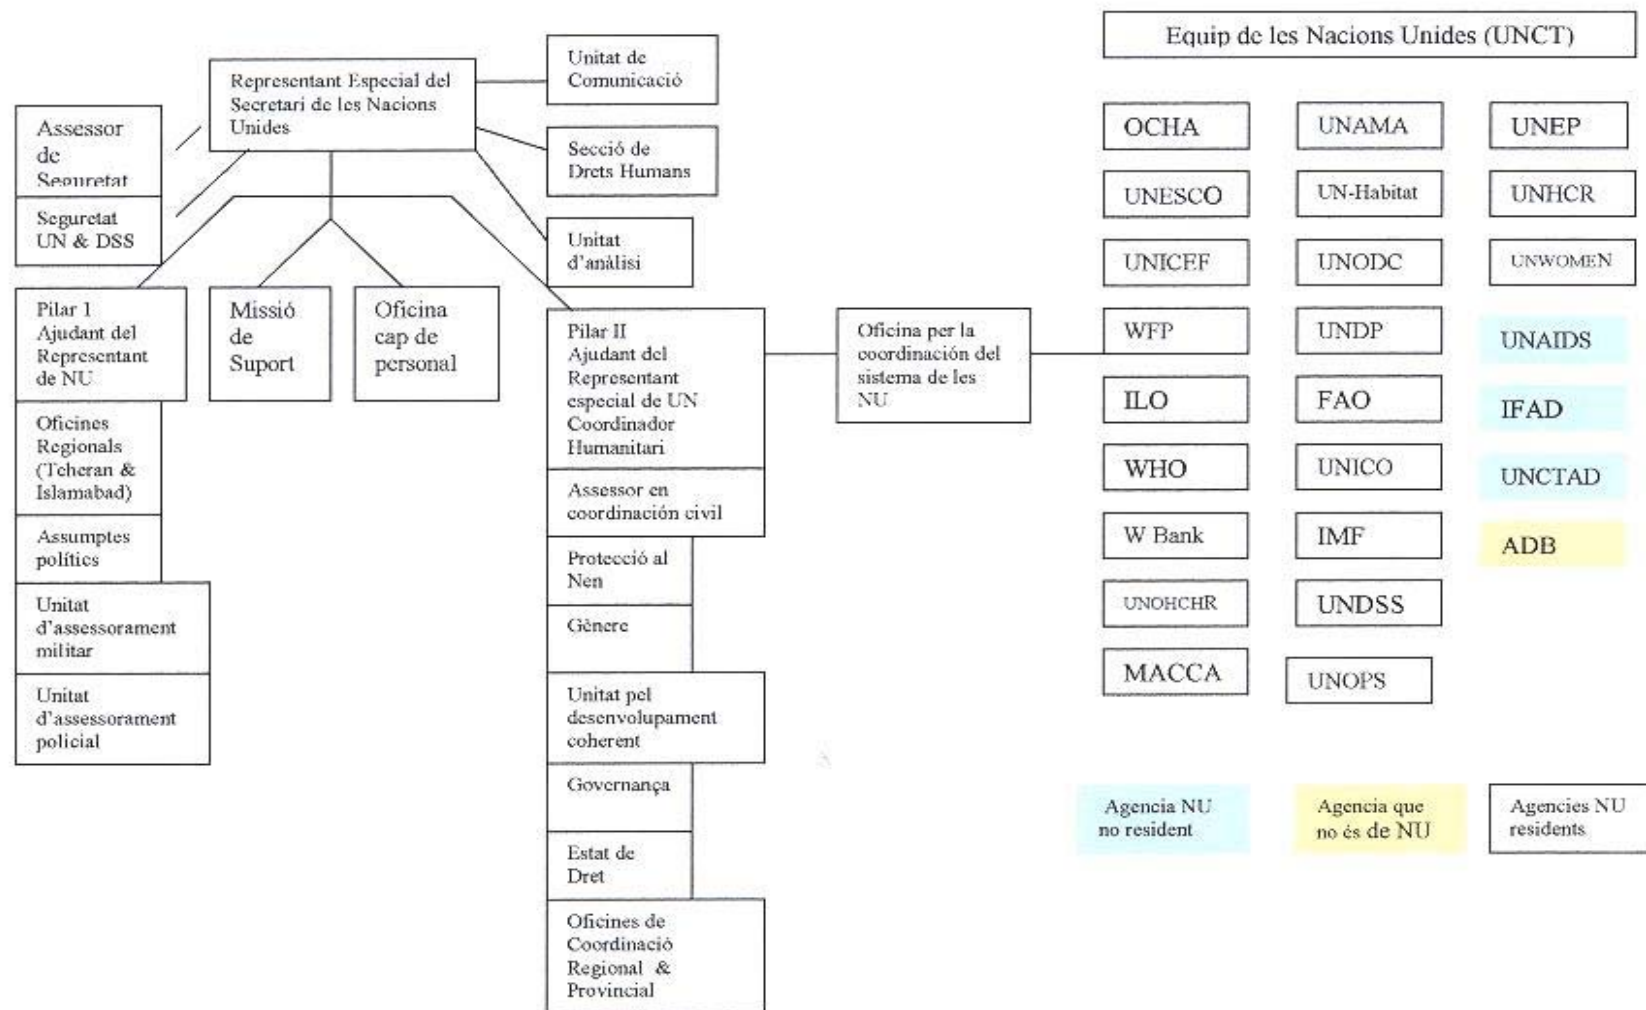 Equip de les Nacions Unides (UNCT)
Representant Especial del
Secretari de les Nacions
Unides
Unitat de
Comunicació
Secció de
Drets Humans
Unitat
d'anàlisi
Assessor
de
Seguretat
Seguretat
UN & DSS
Pilar I
Ajudant del
Representant
de NU
Oficines
Regionals
(Teheran &
Islamabad)
Assumptes
polítics
Unitat
d'assessorament
militar
Unitat
d'assessorament
policial
Missió
de
Suport
Oficina
cap de
personal
Pilar II
Ajudant del
Representant
especial de UN
Coordinador
Humanitari
Assessor en
coordinación civil
Protecció al
Nen
Gènere
Unitat pel
desenvolupament
coherent
Governança
Estat de
Dret
Oficines de
Coordinació
Regional &
Provincial
Oficina per la
coordinación del
sistema de les
NU
OCHA
UNAMA
UNEP
UNESCO
UN-Habitat
UNHCR
UNICEF
UNODC
UNWOMEN
WFP
UNDP
UNAIDS
ILO
FAO
IFAD
WHO
UNICO
UNCTAD
W Bank
IMF
ADB
UNOHCHR
UNDSS
MACCA
UNOPS
Agencia NU
no resident
Agencia que
no és de NU
Agencies NU
residents